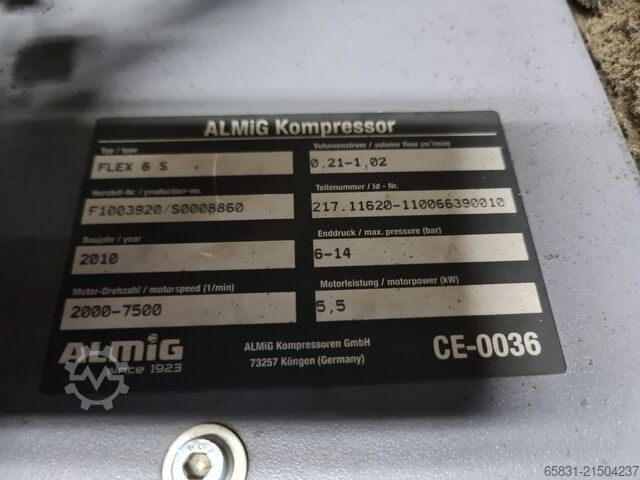 ALMiG Kompressor
Typ / type
FLEX 6 S
Volumenstrom / volume flow (m³/min)
0,21-1,02
Herstell-Nr. / production-no.
F1003920/S0008860
Teilenummer / Id - Nr.
217.11620-110066390010
Baujahr / year
2010
Enddruck / max. pressure (bar)
6-14
Motor-Drehzahl / motorspeed (1/min)
2000-7500
Motorleistung / motorpower (kW)
5,5
ALMiG
since 1923
ALMiG Kompressoren GmbH
73257 Köngen (Germany)
CE-0036
65831-21504237